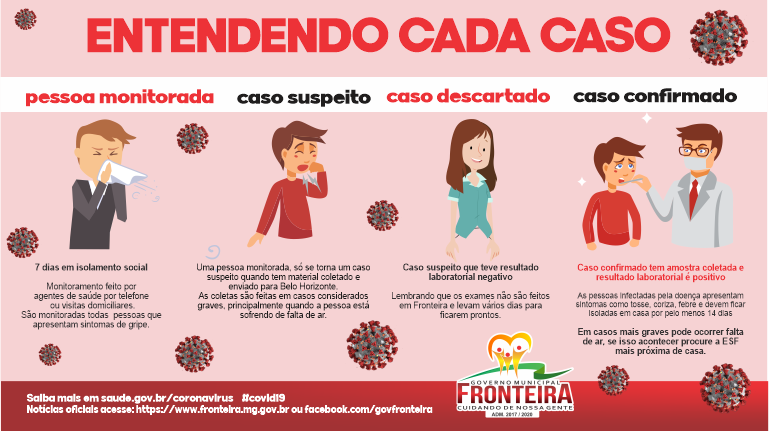 ENTENDENDO CADA CASO
pessoa monitorada
7 dias em isolamento social
Monitoramento feito por
agentes de saúde por telefone
ou visitas domiciliares.
São monitoradas todas pessoas que
apresentam sintomas de gripe.
caso suspeito
Uma pessoa monitorada, só se torna um caso
suspeito quando tem material coletado e
enviado para Belo Horizonte.
As coletas são feitas em casos considerados
graves, principalmente quando a pessoa está
sofrendo de falta de ar.
caso descartado
Caso suspeito que teve resultado
laboratorial negativo
Lembrando que os exames não são feitos
em Fronteira e levam vários dias para
ficarem prontos.
caso confirmado
Caso confirmado tem amostra coletada e
resultado laboratorial é positivo
As pessoas infectadas pela doença apresentam
sintomas como tosse, coriza, febre e devem ficar
isoladas em casa por pelo menos 14 dias
Em casos mais graves pode ocorrer falta
de ar, se isso acontecer procure a ESF
mais próxima de casa.
Saiba mais em saude.gov.br/coronavirus #covid19
Notícias oficiais acesse: https://www.fronteira.mg.gov.br ou facebook.com/govfronteira
GOVERNO MUNICIPAL
FRONTEIRA
CUIDANDO DE NOSSA GENTE
ADM. 2017 / 2020